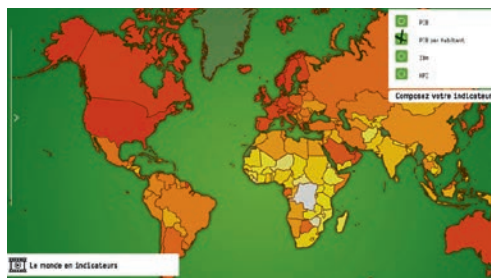 PIB
PIB par habitant
IDH
HPI
Composez votre indicateur
Le monde en indicateurs